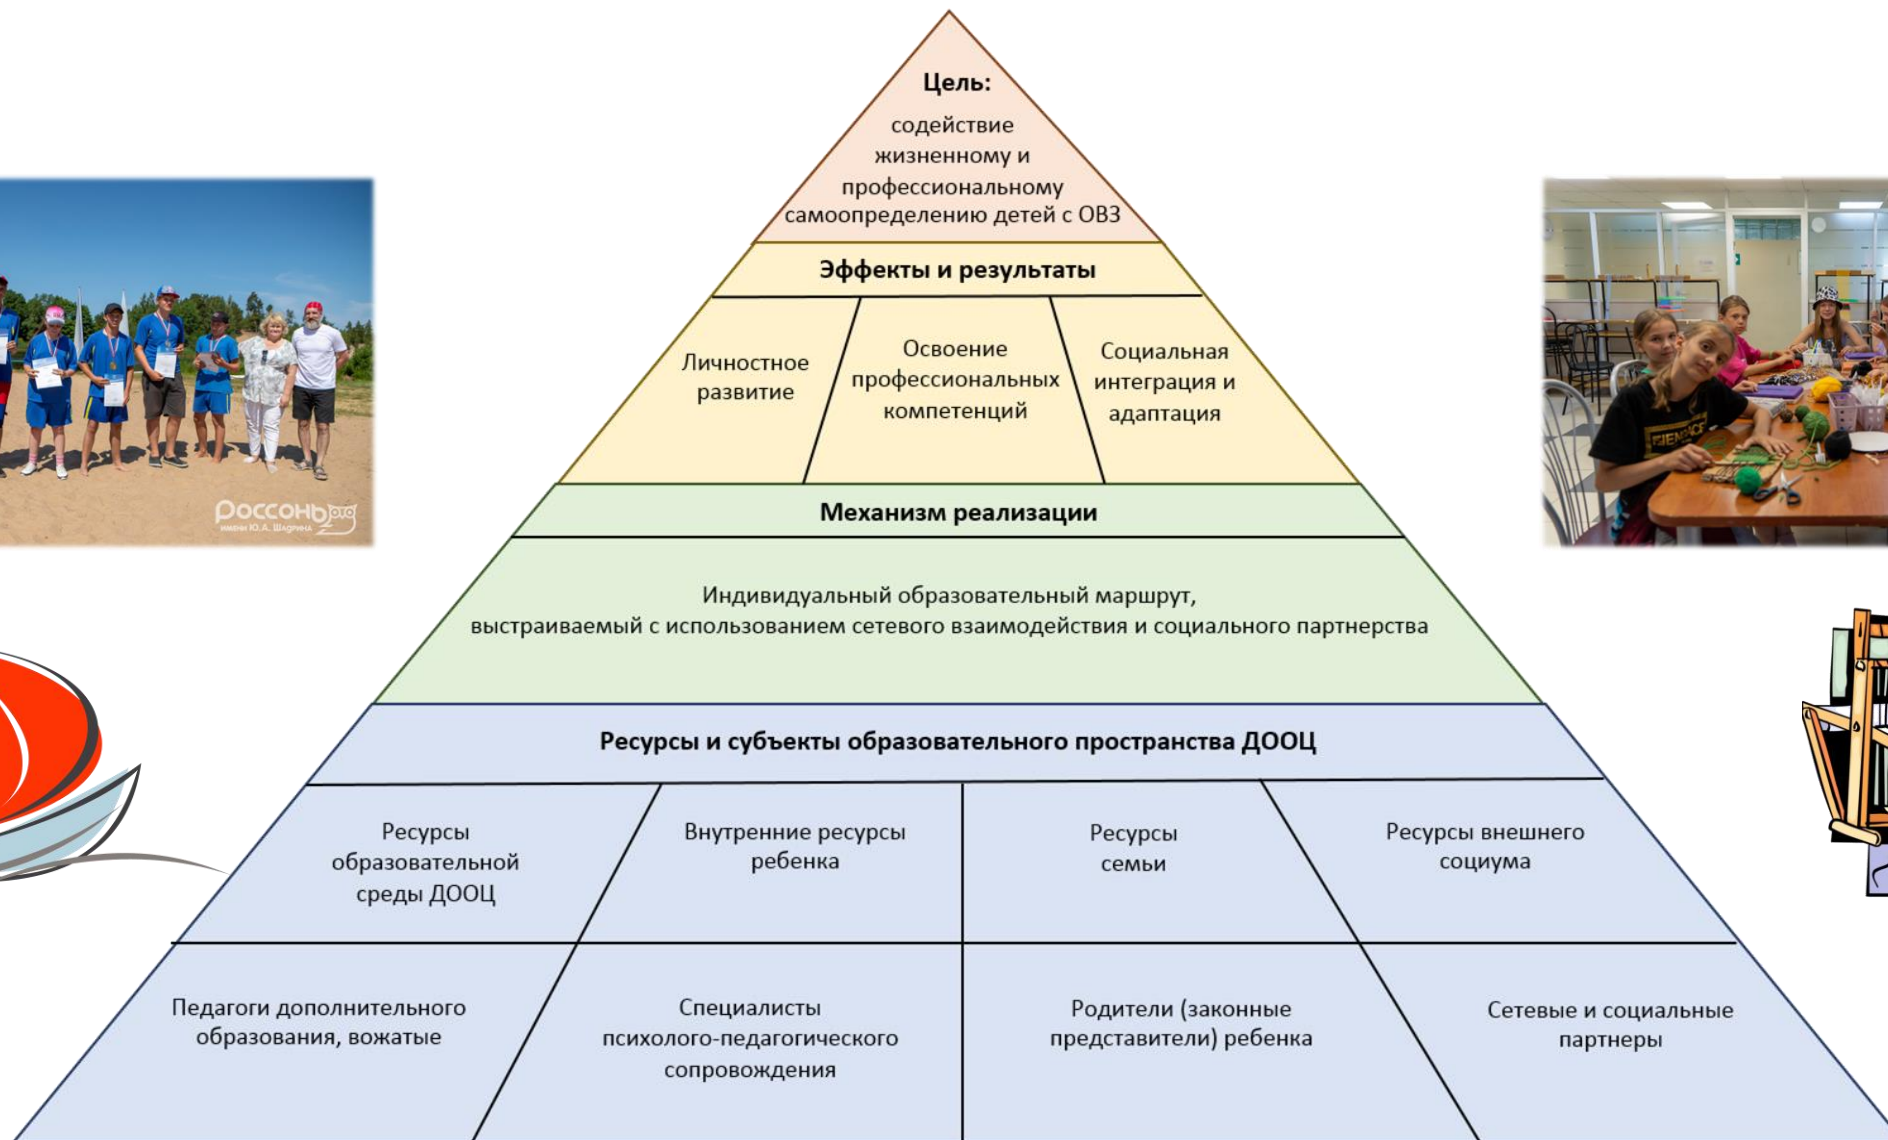 Цель:
содействие
жизненному и
профессиональному
самоопределению детей с ОВЗ
Эффекты и результаты
Личностное
развитие
Освоение
профессиональных
компетенций
Социальная
интеграция и
адаптация
Механизм реализации
Индивидуальный образовательный маршрут,
выстраиваемый с использованием сетевого взаимодействия и социального партнерства
Ресурсы и субъекты образовательного пространства ДООЦ
Ресурсы
образовательной
среды ДООЦ
Внутренние ресурсы
ребенка
Ресурсы
семьи
Ресурсы внешнего
социума
Педагоги дополнительного
образования, вожатые
Специалисты
психолого-педагогического
сопровождения
Родители (законные
представители) ребенка
Сетевые и социальные
партнеры
Россонь
имени Ю.А. Шадрина